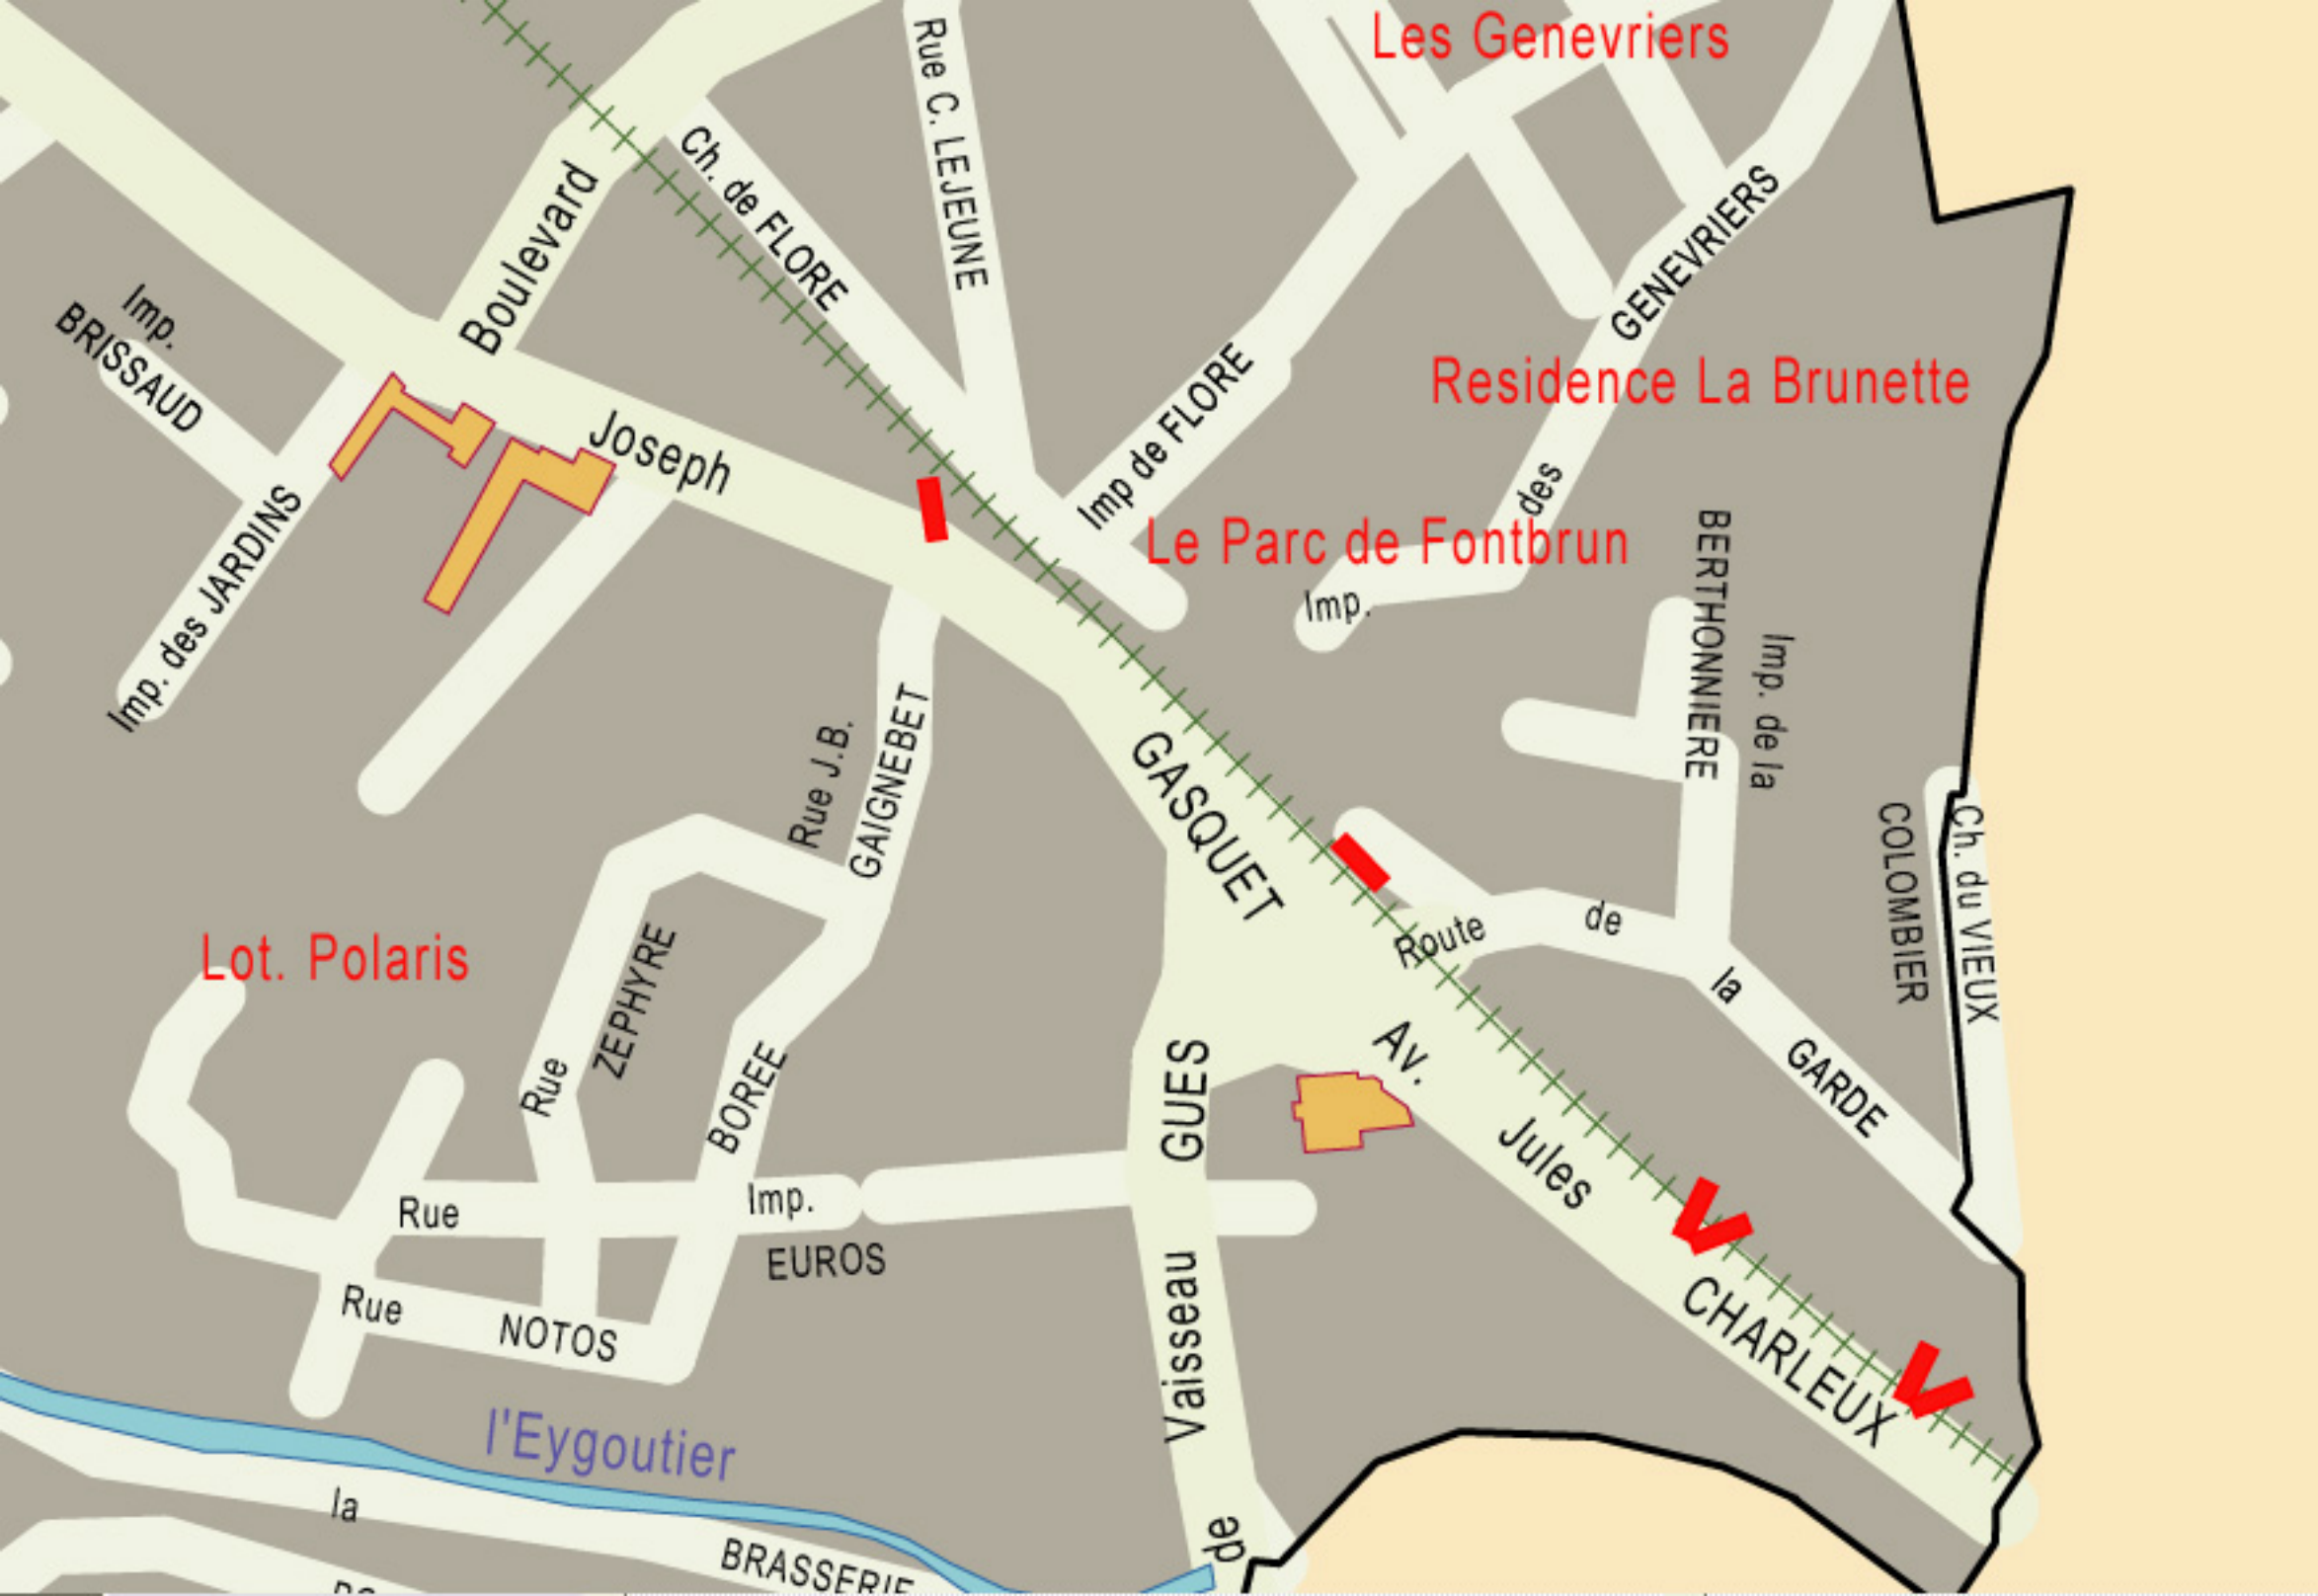 Les Genevriers
Rue C. LEJEUNE
Ch. de FLORE
Boulevard
GENEVRIERS
Imp.
BRISSAUD
Residence La Brunette
Imp de FLORE
Joseph
des
Imp. des JARDINS
Le Parc de Fontbrun
Imp.
BERTHONNIERE
Imp. de la
Rue J.B.
GAIGNEBET
GASQUET
Ch. du VIEUX
COLOMBIER
Route
de
la
GARDE
Lot. Polaris
ZEPHYRE
Rue
BOREE
Av.
Jules
CHARLEUX
GUES
Vaisseau
de
Rue
Imp.
EUROS
Rue
NOTOS
l'Eygoutier
la
BRASSERIE